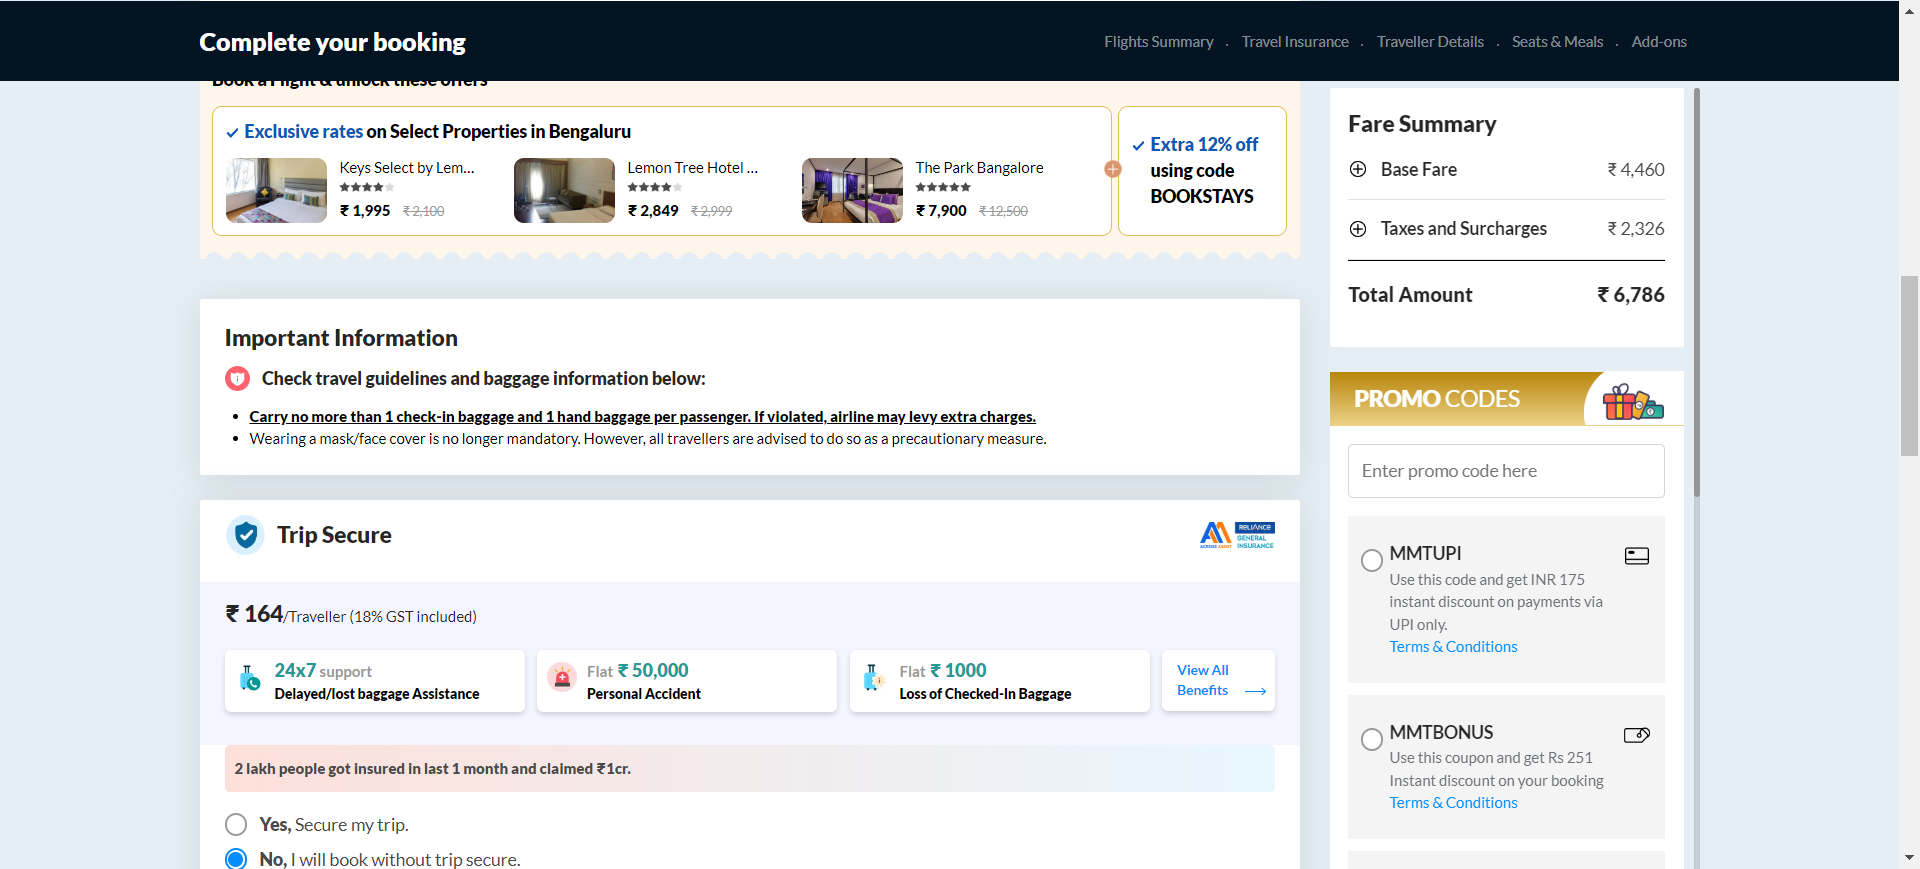 Complete your booking
Flights Summary . Travel Insurance . Traveller Details . Seats & Meals . Add-ons
Book a Flight & unlock these offers
Exclusive rates on Select Properties in Bengaluru
Keys Select by Lem...
₹ 1,995 ₹ 2,100
Lemon Tree Hotel ...
₹ 2,849 ₹ 2,999
The Park Bangalore
₹ 7,900 ₹ 12,500
Extra 12% off
using code
BOOKSTAYS
Important Information
Check travel guidelines and baggage information below:
• Carry no more than 1 check-in baggage and 1 hand baggage per passenger. If violated, airline may levy extra charges.
• Wearing a mask/face cover is no longer mandatory. However, all travellers are advised to do so as a precautionary measure.
Trip Secure
ACROSS ASSIST
RELIANCE
GENERAL
INSURANCE
₹ 164/Traveller (18% GST included)
24x7 support
Delayed/lost baggage Assistance
Flat ₹ 50,000
Personal Accident
Flat ₹ 1000
Loss of Checked-In Baggage
View All
Benefits
2 lakh people got insured in last 1 month and claimed ₹1cr.
Yes, Secure my trip.
No, I will book without trip secure.
Fare Summary
Base Fare ₹ 4,460
Taxes and Surcharges ₹ 2,326
Total Amount ₹ 6,786
PROMO CODES
Enter promo code here
MMTUPI
Use this code and get INR 175
instant discount on payments via
UPI only.
Terms & Conditions
MMTBONUS
Use this coupon and get Rs 251
Instant discount on your booking
Terms & Conditions